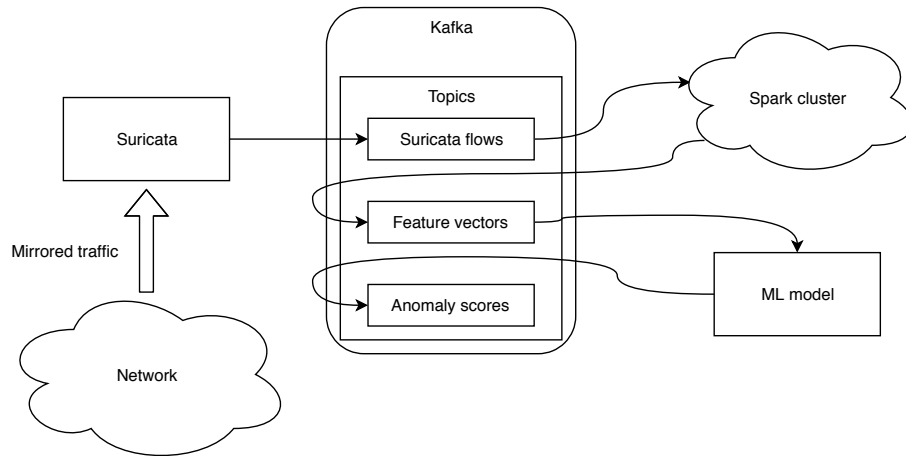 Kafka
Topics
Suricata
Suricata flows
Spark cluster
Feature vectors
Mirrored traffic
Anomaly scores
ML model
Network